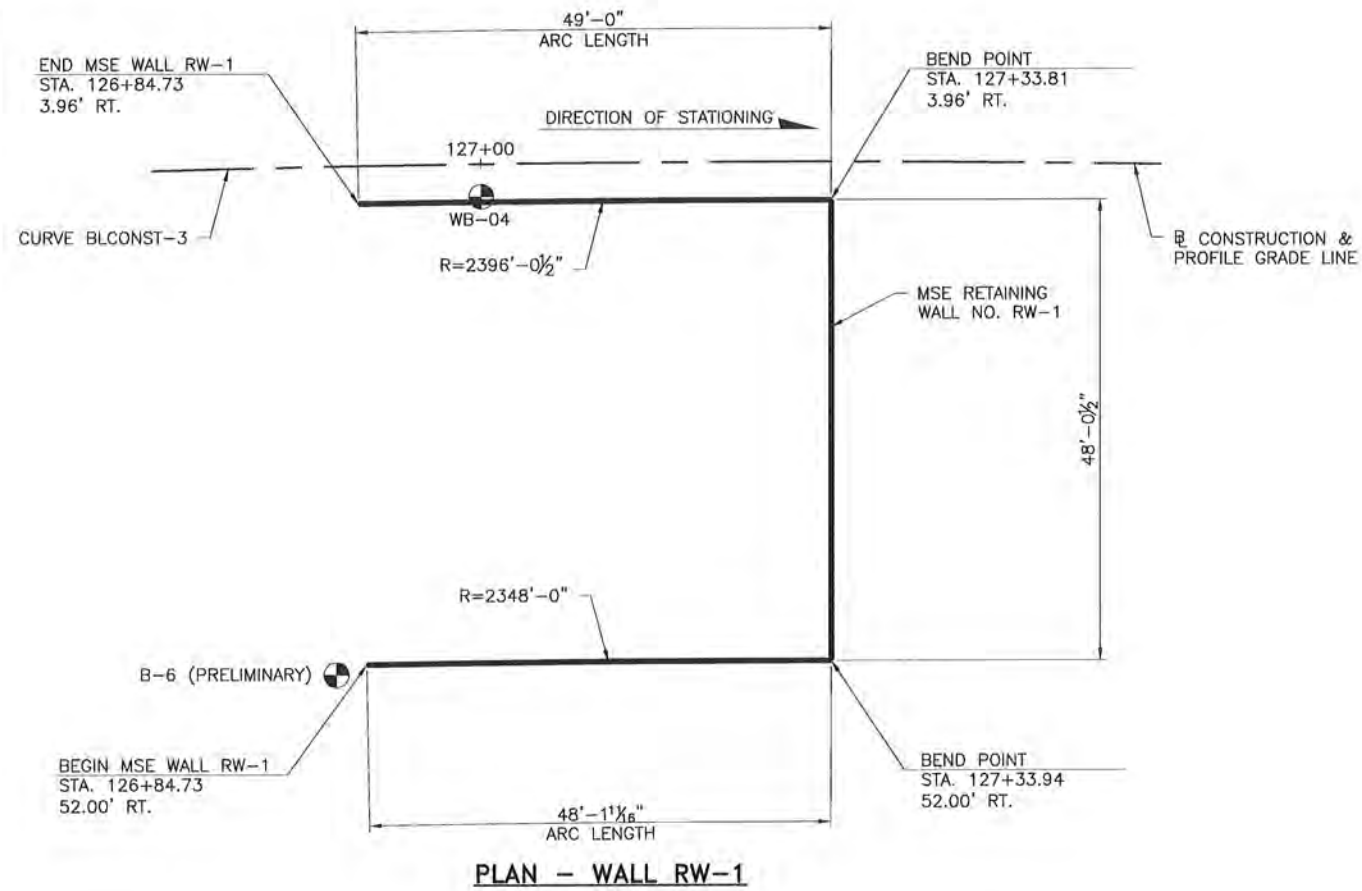 49'-0"
ARC LENGTH
END MSE WALL RW-1
STA. 126+84.73
3.96' RT.
BEND POINT
STA. 127+33.81
3.96' RT.
DIRECTION OF STATIONING
127+00
WB-04
CURVE BLCONST-3
R=2396'-0½"
℄ CONSTRUCTION &
PROFILE GRADE LINE
MSE RETAINING
WALL NO. RW-1
48'-0½"
R=2348'-0"
B-6 (PRELIMINARY)
BEGIN MSE WALL RW-1
STA. 126+84.73
52.00' RT.
BEND POINT
STA. 127+33.94
52.00' RT.
48'-1 11/16"
ARC LENGTH
PLAN - WALL RW-1